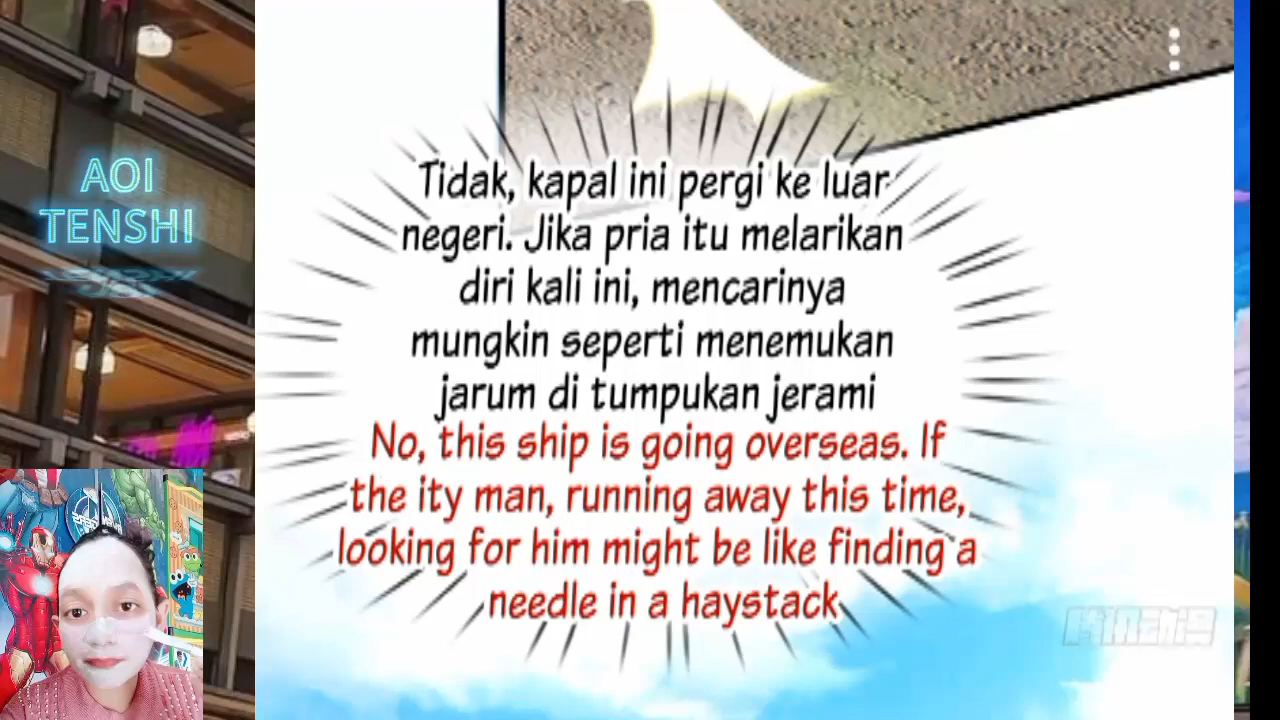 AOI
TENSHI
Tidak, kapal ini pergi ke luar
negeri. Jika pria itu melarikan
diri kali ini, mencarinya
mungkin seperti menemukan
jarum di tumpukan jerami
No, this ship is going overseas. If
the ity man, running away this time,
looking for him might be like finding a
needle in a haystack